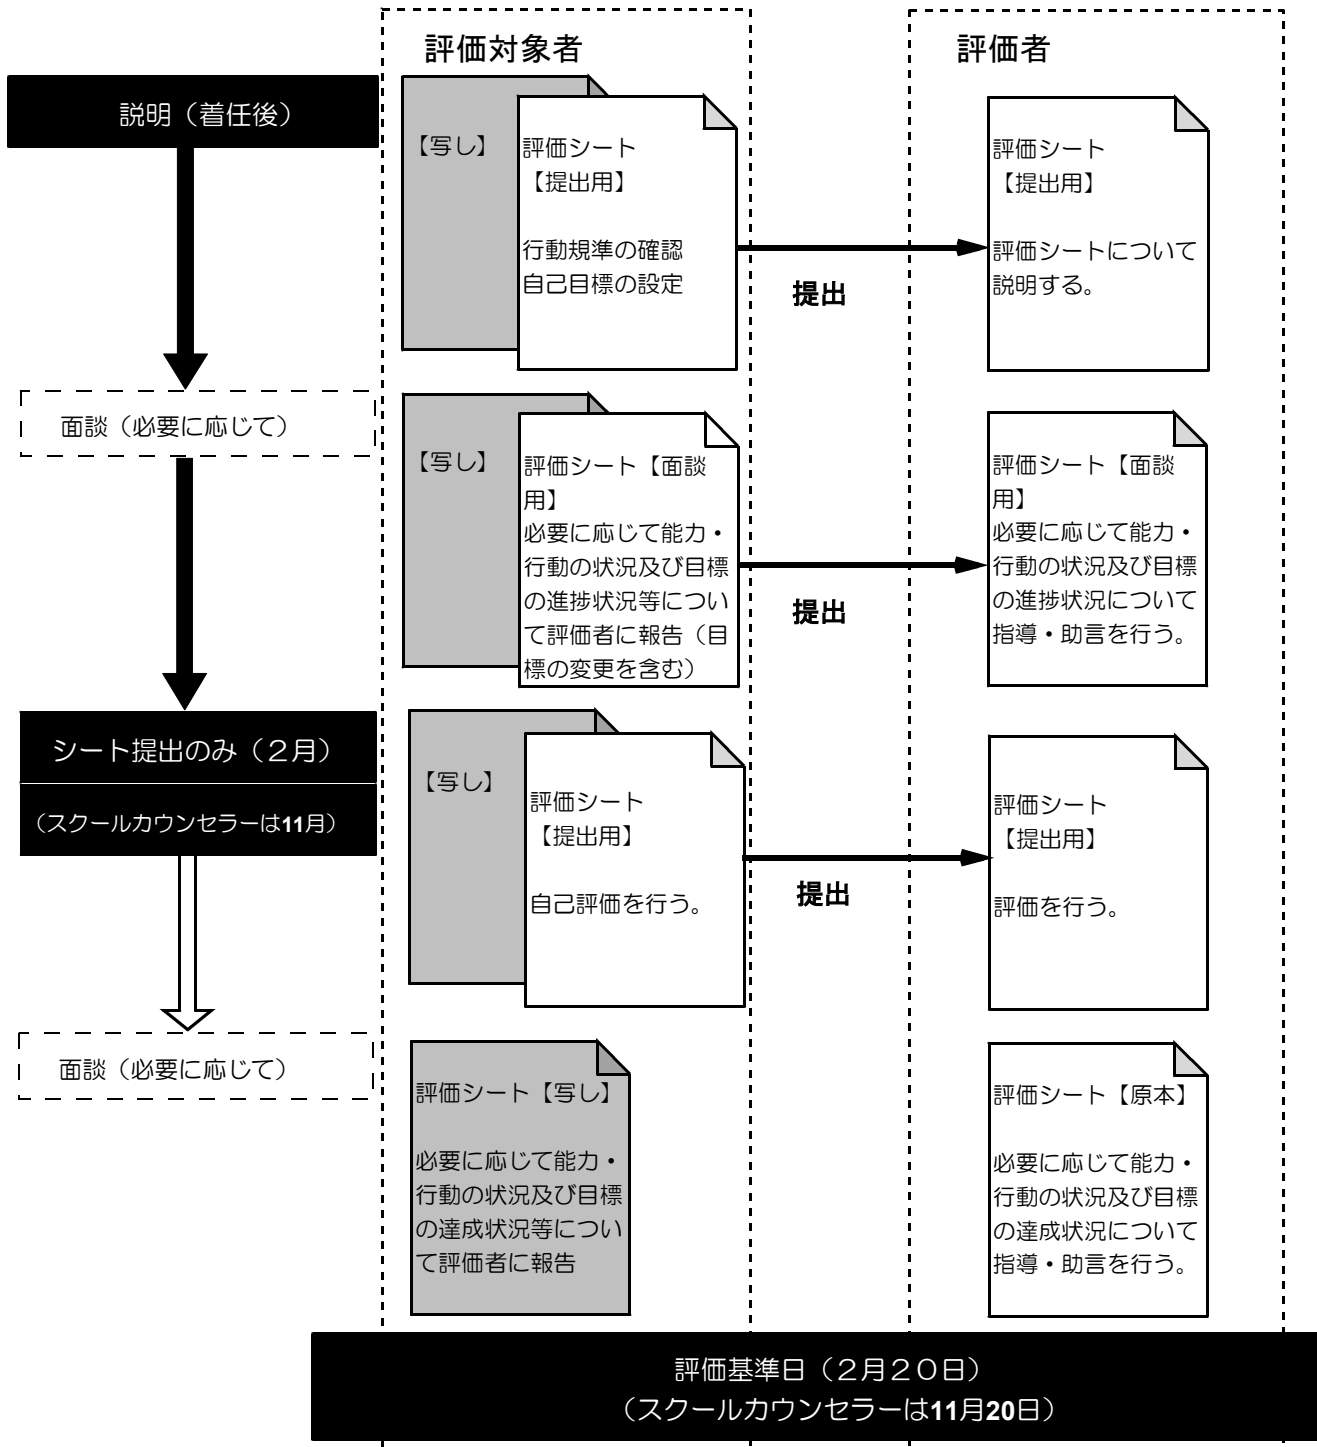 評価対象者
評価者
説明（着任後）
【写し】
評価シート
【提出用】
行動規準の確認
自己目標の設定
提出
評価シート
【提出用】
評価シートについて
説明する。
面談（必要に応じて）
【写し】
評価シート【面談
用】
必要に応じて能力・
行動の状況及び目標
の進捗状況等につい
て評価者に報告（目
標の変更を含む）
提出
評価シート【面談
用】
必要に応じて能力・
行動の状況及び目標
の進捗状況について
指導・助言を行う。
シート提出のみ（２月）
（スクールカウンセラーは11月）
【写し】
評価シート
【提出用】
自己評価を行う。
提出
評価シート
【提出用】
評価を行う。
面談（必要に応じて）
評価シート【写し】
必要に応じて能力・
行動の状況及び目標
の達成状況等につい
て評価者に報告
評価シート【原本】
必要に応じて能力・
行動の状況及び目標
の達成状況について
指導・助言を行う。
評価基準日（２月２０日）
（スクールカウンセラーは11月20日）